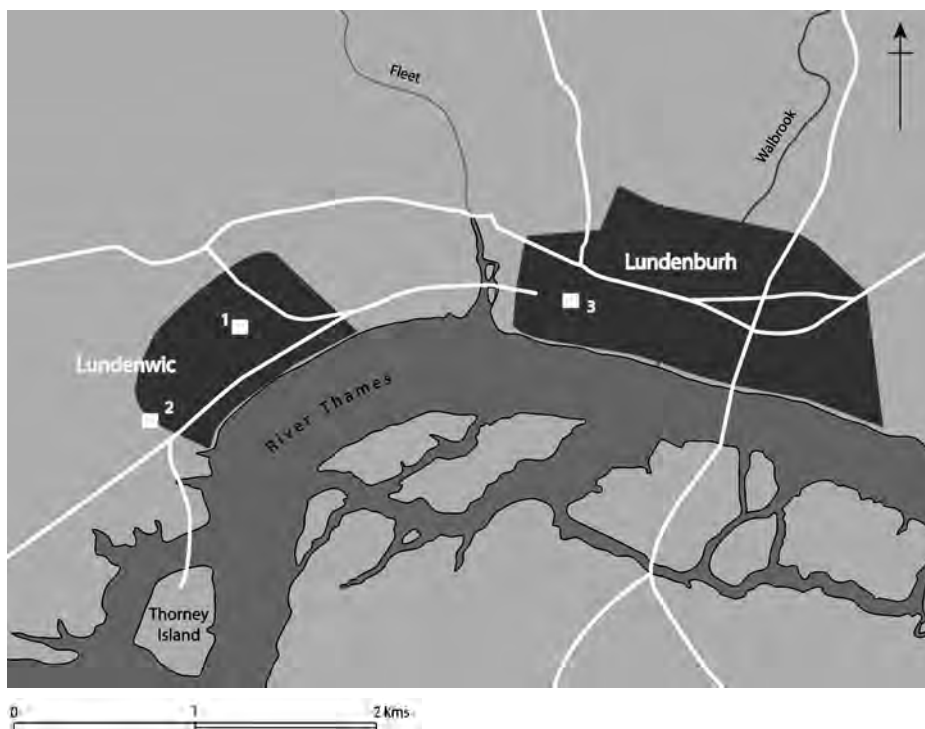 Fleet
Walbrook
Lundenburh
1
3
Lundenwic
2
River Thames
Thorney
Island
0 1 2 kms